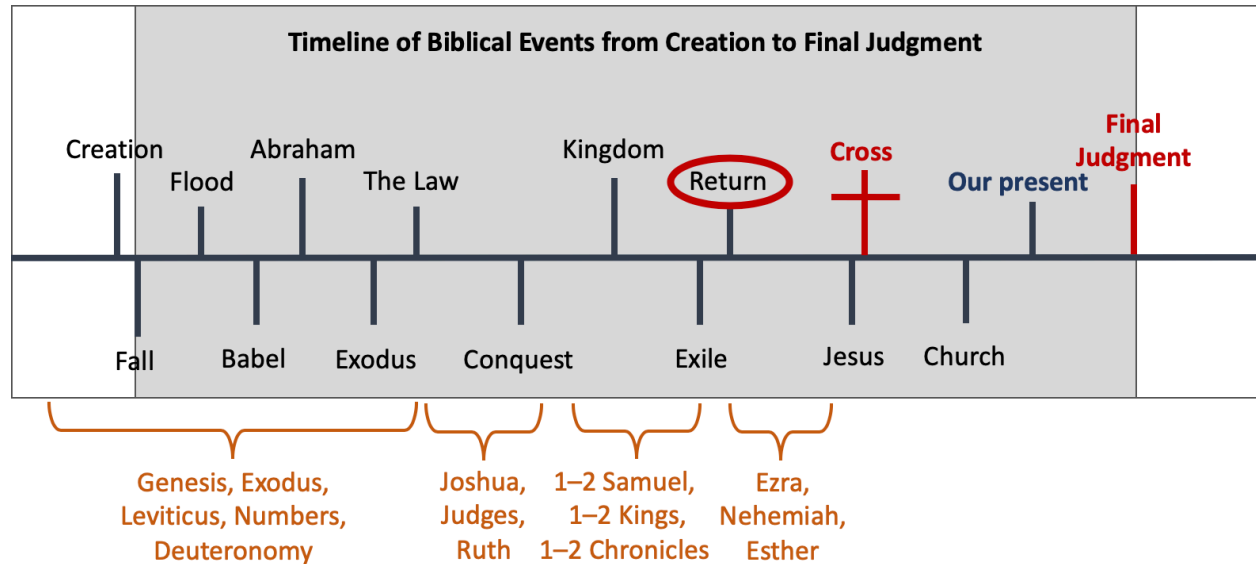 Timeline of Biblical Events from Creation to Final Judgment
Creation
Flood
Abraham
The Law
Kingdom
Return
Cross
Our present
Final
Judgment
Fall
Babel
Exodus
Conquest
Exile
Jesus
Church
Genesis, Exodus,
Leviticus, Numbers,
Deuteronomy
Joshua,
Judges,
Ruth
1–2 Samuel,
1–2 Kings,
1–2 Chronicles
Ezra,
Nehemiah,
Esther